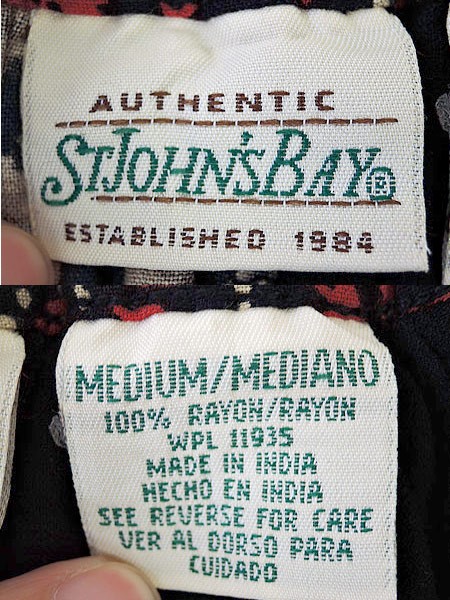 AUTHENTIC
ST JOHN'S BAY®
ESTABLISHED 1984
MEDIUM/MEDIANO
100% RAYON/RAYON
WPL 11935
MADE IN INDIA
HECHO EN INDIA
SEE REVERSE FOR CARE
VER AL DORSO PARA
CUIDADO